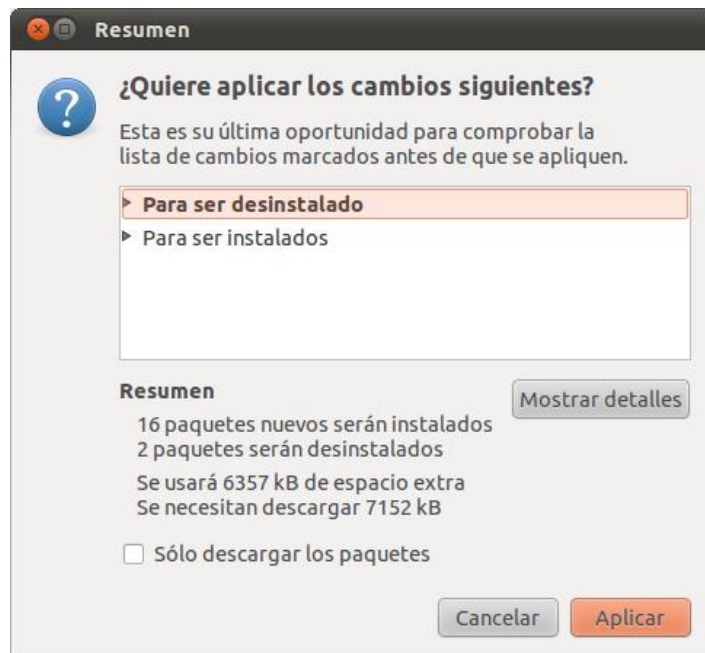 Resumen
¿Quiere aplicar los cambios siguientes?
Esta es su última oportunidad para comprobar la
lista de cambios marcados antes de que se apliquen.
Para ser desinstalado
Para ser instalados
Resumen
Mostrar detalles
16 paquetes nuevos serán instalados
2 paquetes serán desinstalados
Se usará 6357 kB de espacio extra
Se necesitan descargar 7152 kB
Sólo descargar los paquetes
Cancelar
Aplicar